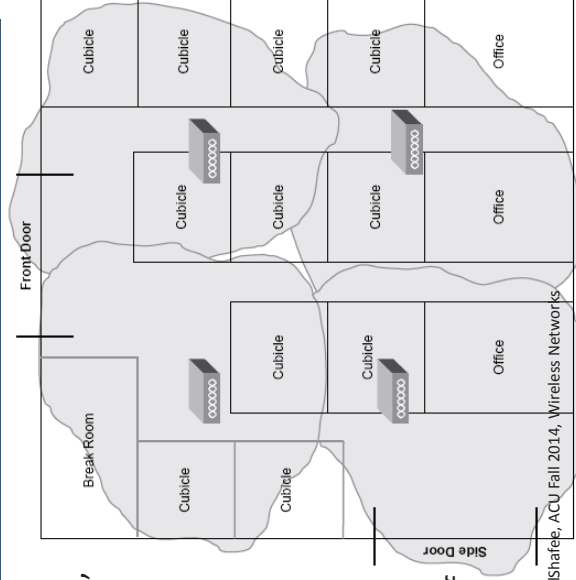 Front Door
Break Room
Cubicle
Cubicle
Cubicle
Cubicle
Cubicle
Cubicle
Cubicle
Cubicle
Cubicle
Cubicle
Cubicle
Side Door
Office
Office
Office
lShafee, ACU Fall 2014, Wireless Networks